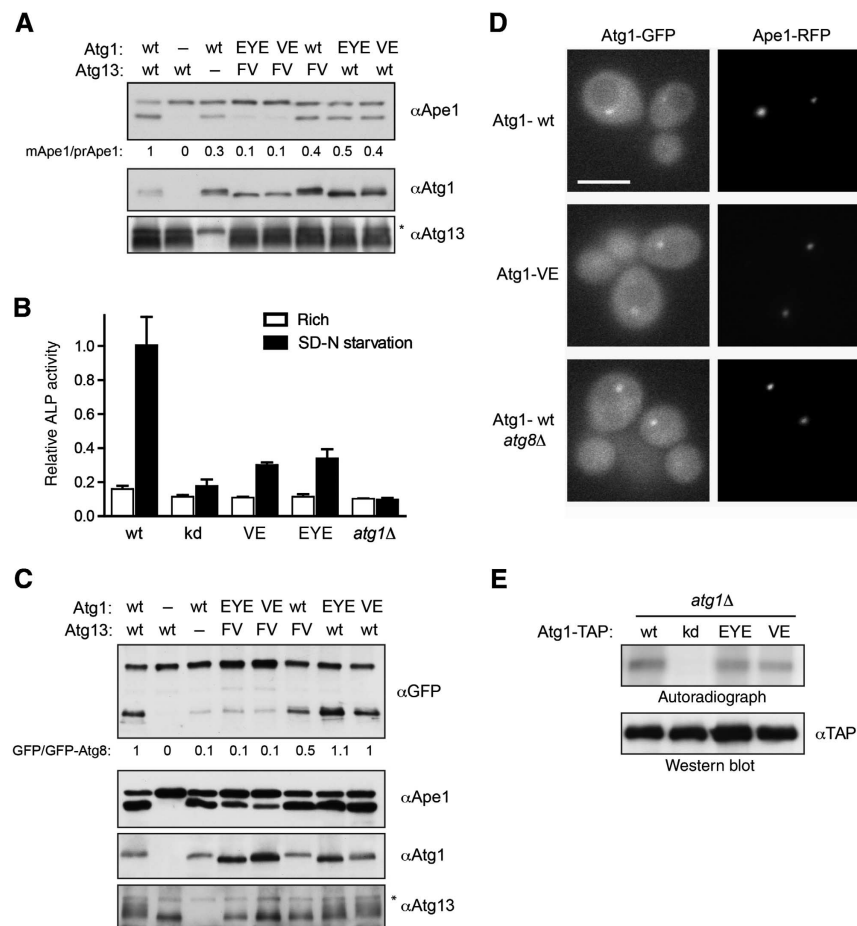 A
Atg1: wt – wt EYE VE wt EYE VE
Atg13: wt wt – FV FV FV wt wt
αApe1
mApe1/prApe1: 1 0 0.3 0.1 0.1 0.4 0.5 0.4
αAtg1
* αAtg13
B
Relative ALP activity
1.0
0.8
0.6
0.4
0.2
0.0
Rich
SD-N starvation
wt kd VE EYE atg1Δ
C
Atg1: wt – wt EYE VE wt EYE VE
Atg13: wt wt – FV FV FV wt wt
αGFP
GFP/GFP-Atg8: 1 0 0.1 0.1 0.1 0.5 1.1 1
αApe1
αAtg1
* αAtg13
D
Atg1-GFP Ape1-RFP
Atg1- wt
Atg1-VE
Atg1- wt
atg8Δ
E
atg1Δ
Atg1-TAP: wt kd EYE VE
Autoradiograph
αTAP
Western blot